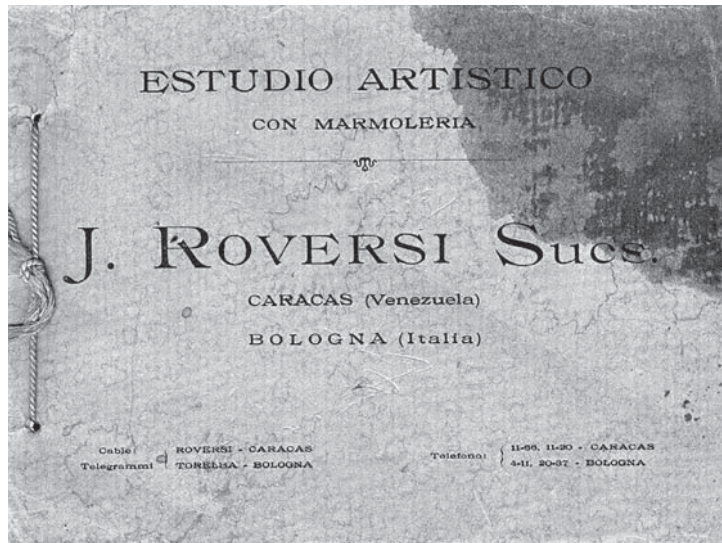 ESTUDIO ARTISTICO
CON MARMOLERIA
J. ROVERSI Sucs.
CARACAS (Venezuela)
BOLOGNA (Italia)
Cable: ROVERSI - CARACAS
Telegrammi TORELBA - BOLOGNA
Telefono: 11-66, 11-20 - CARACAS
4-11, 20-37 - BOLOGNA